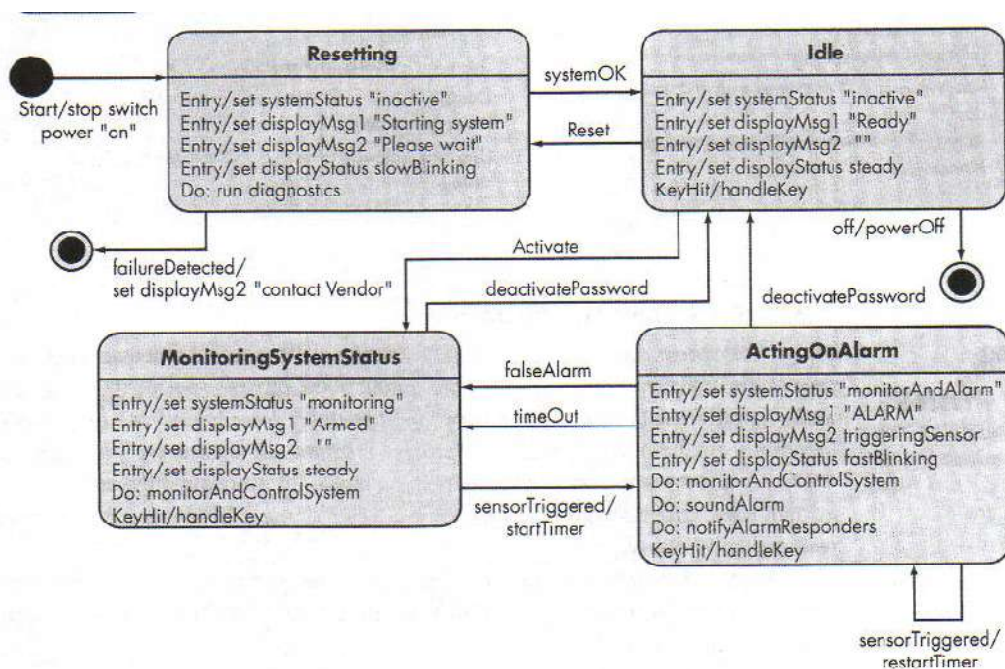 Resetting
Entry/set systemStatus "inactive"
Entry/set displayMsg1 "Starting system"
Entry/set displayMsg2 "Please wait"
Entry/set displayStatus slowBlinking
Do: run diagnostics
Start/stop switch
power "cn"
systemOK
Reset
Idle
Entry/set systemStatus "inactive"
Entry/set displayMsg1 "Ready"
Entry/set displayMsg2 ""
Entry/set displayStatus steady
KeyHit/handleKey
failureDetected/
set displayMsg2 "contact Vendor"
Activate
deactivatePassword
off/powerOff
deactivatePassword
MonitoringSystemStatus
Entry/set systemStatus "monitoring"
Entry/set displayMsg1 "Armed"
Entry/set displayMsg2 ""
Entry/set displayStatus steady
Do: monitorAndControlSystem
KeyHit/handleKey
falseAlarm
timeOut
sensorTriggered/
startTimer
ActingOnAlarm
Entry/set systemStatus "monitorAndAlarm"
Entry/set displayMsg1 "ALARM"
Entry/set displayMsg2 triggeringSensor
Entry/set displayStatus fastBlinking
Do: monitorAndControlSystem
Do: soundAlarm
Do: notifyAlarmResponders
KeyHit/handleKey
sensorTriggered/
restartTimer